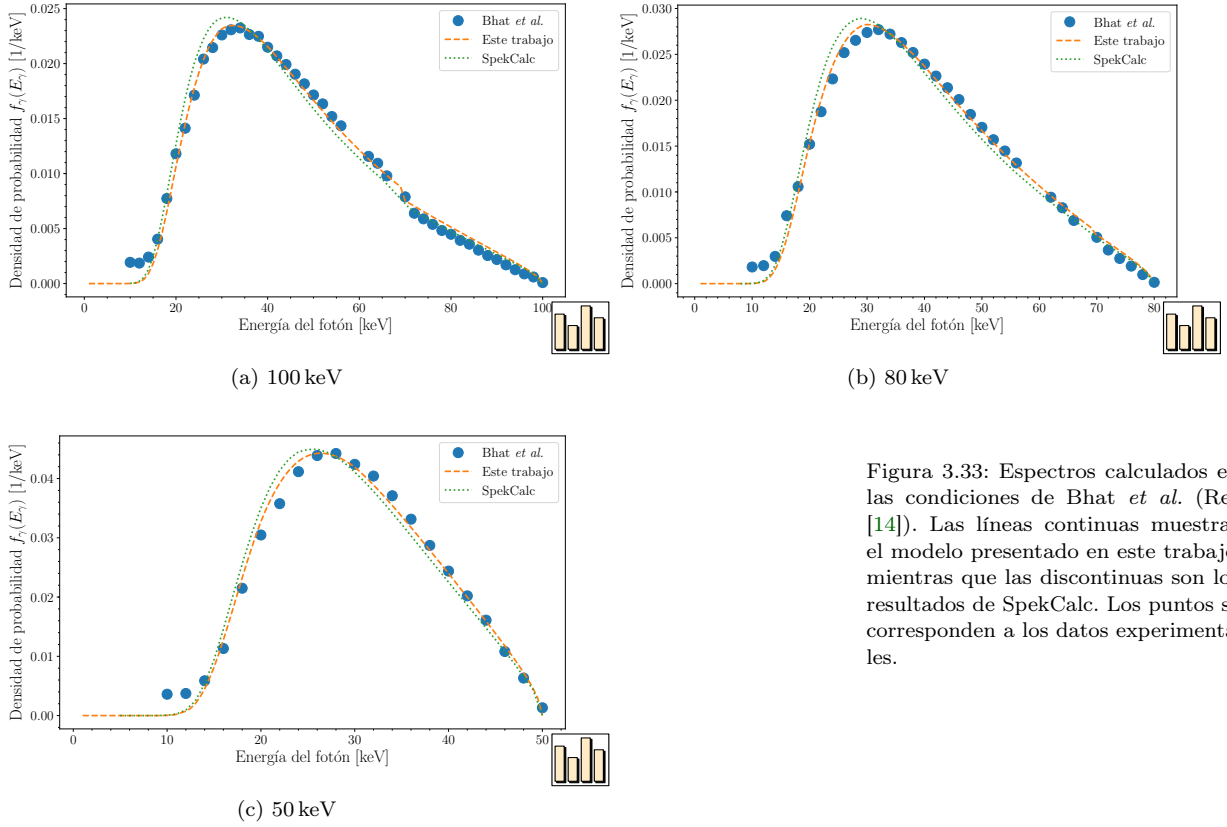 0.025
0.020
0.015
0.010
0.005
0.000
Densidad de probabilidad fγ(Eγ) [1/keV]
Bhat et al.
Este trabajo
SpekCalc
0 20 40 60 80 100
Energía del fotón [keV]
(a) 100 keV
0.030
0.025
0.020
0.015
0.010
0.005
0.000
Densidad de probabilidad fγ(Eγ) [1/keV]
Bhat et al.
Este trabajo
SpekCalc
0 10 20 30 40 50 60 70 80
Energía del fotón [keV]
(b) 80 keV
0.04
0.03
0.02
0.01
0.00
Densidad de probabilidad fγ(Eγ) [1/keV]
Bhat et al.
Este trabajo
SpekCalc
0 10 20 30 40 50
Energía del fotón [keV]
(c) 50 keV
Figura 3.33: Espectros calculados e
las condiciones de Bhat et al. (Re
[14]). Las líneas continuas muestra
el modelo presentado en este trabajo
mientras que las discontinuas son lo
resultados de SpekCalc. Los puntos s
corresponden a los datos experimenta
les.